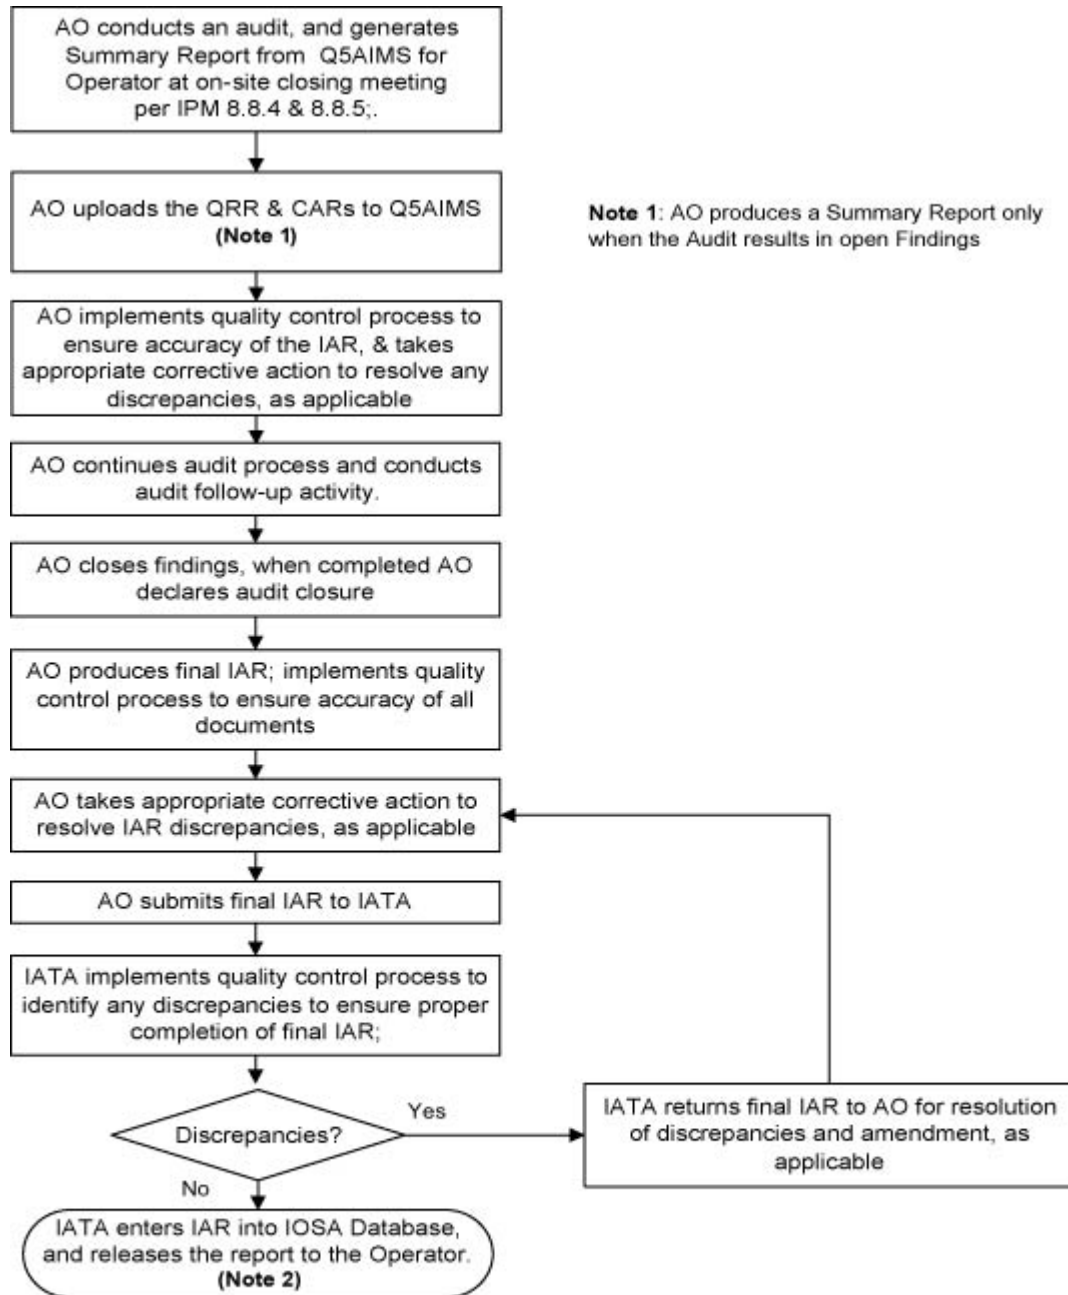 AO conducts an audit, and generates
Summary Report from Q5AIMS for
Operator at on-site closing meeting
per IPM 8.8.4 & 8.8.5;.
AO uploads the QRR & CARs to Q5AIMS
(Note 1)
Note 1: AO produces a Summary Report only
when the Audit results in open Findings
AO implements quality control process to
ensure accuracy of the IAR, & takes
appropriate corrective action to resolve any
discrepancies, as applicable
AO continues audit process and conducts
audit follow-up activity.
AO closes findings, when completed AO
declares audit closure
AO produces final IAR; implements quality
control process to ensure accuracy of all
documents
AO takes appropriate corrective action to
resolve IAR discrepancies, as applicable
AO submits final IAR to IATA
IATA implements quality control process to
identify any discrepancies to ensure proper
completion of final IAR;
Discrepancies?
Yes
IATA returns final IAR to AO for resolution
of discrepancies and amendment, as
applicable
No
IATA enters IAR into IOSA Database,
and releases the report to the Operator.
(Note 2)